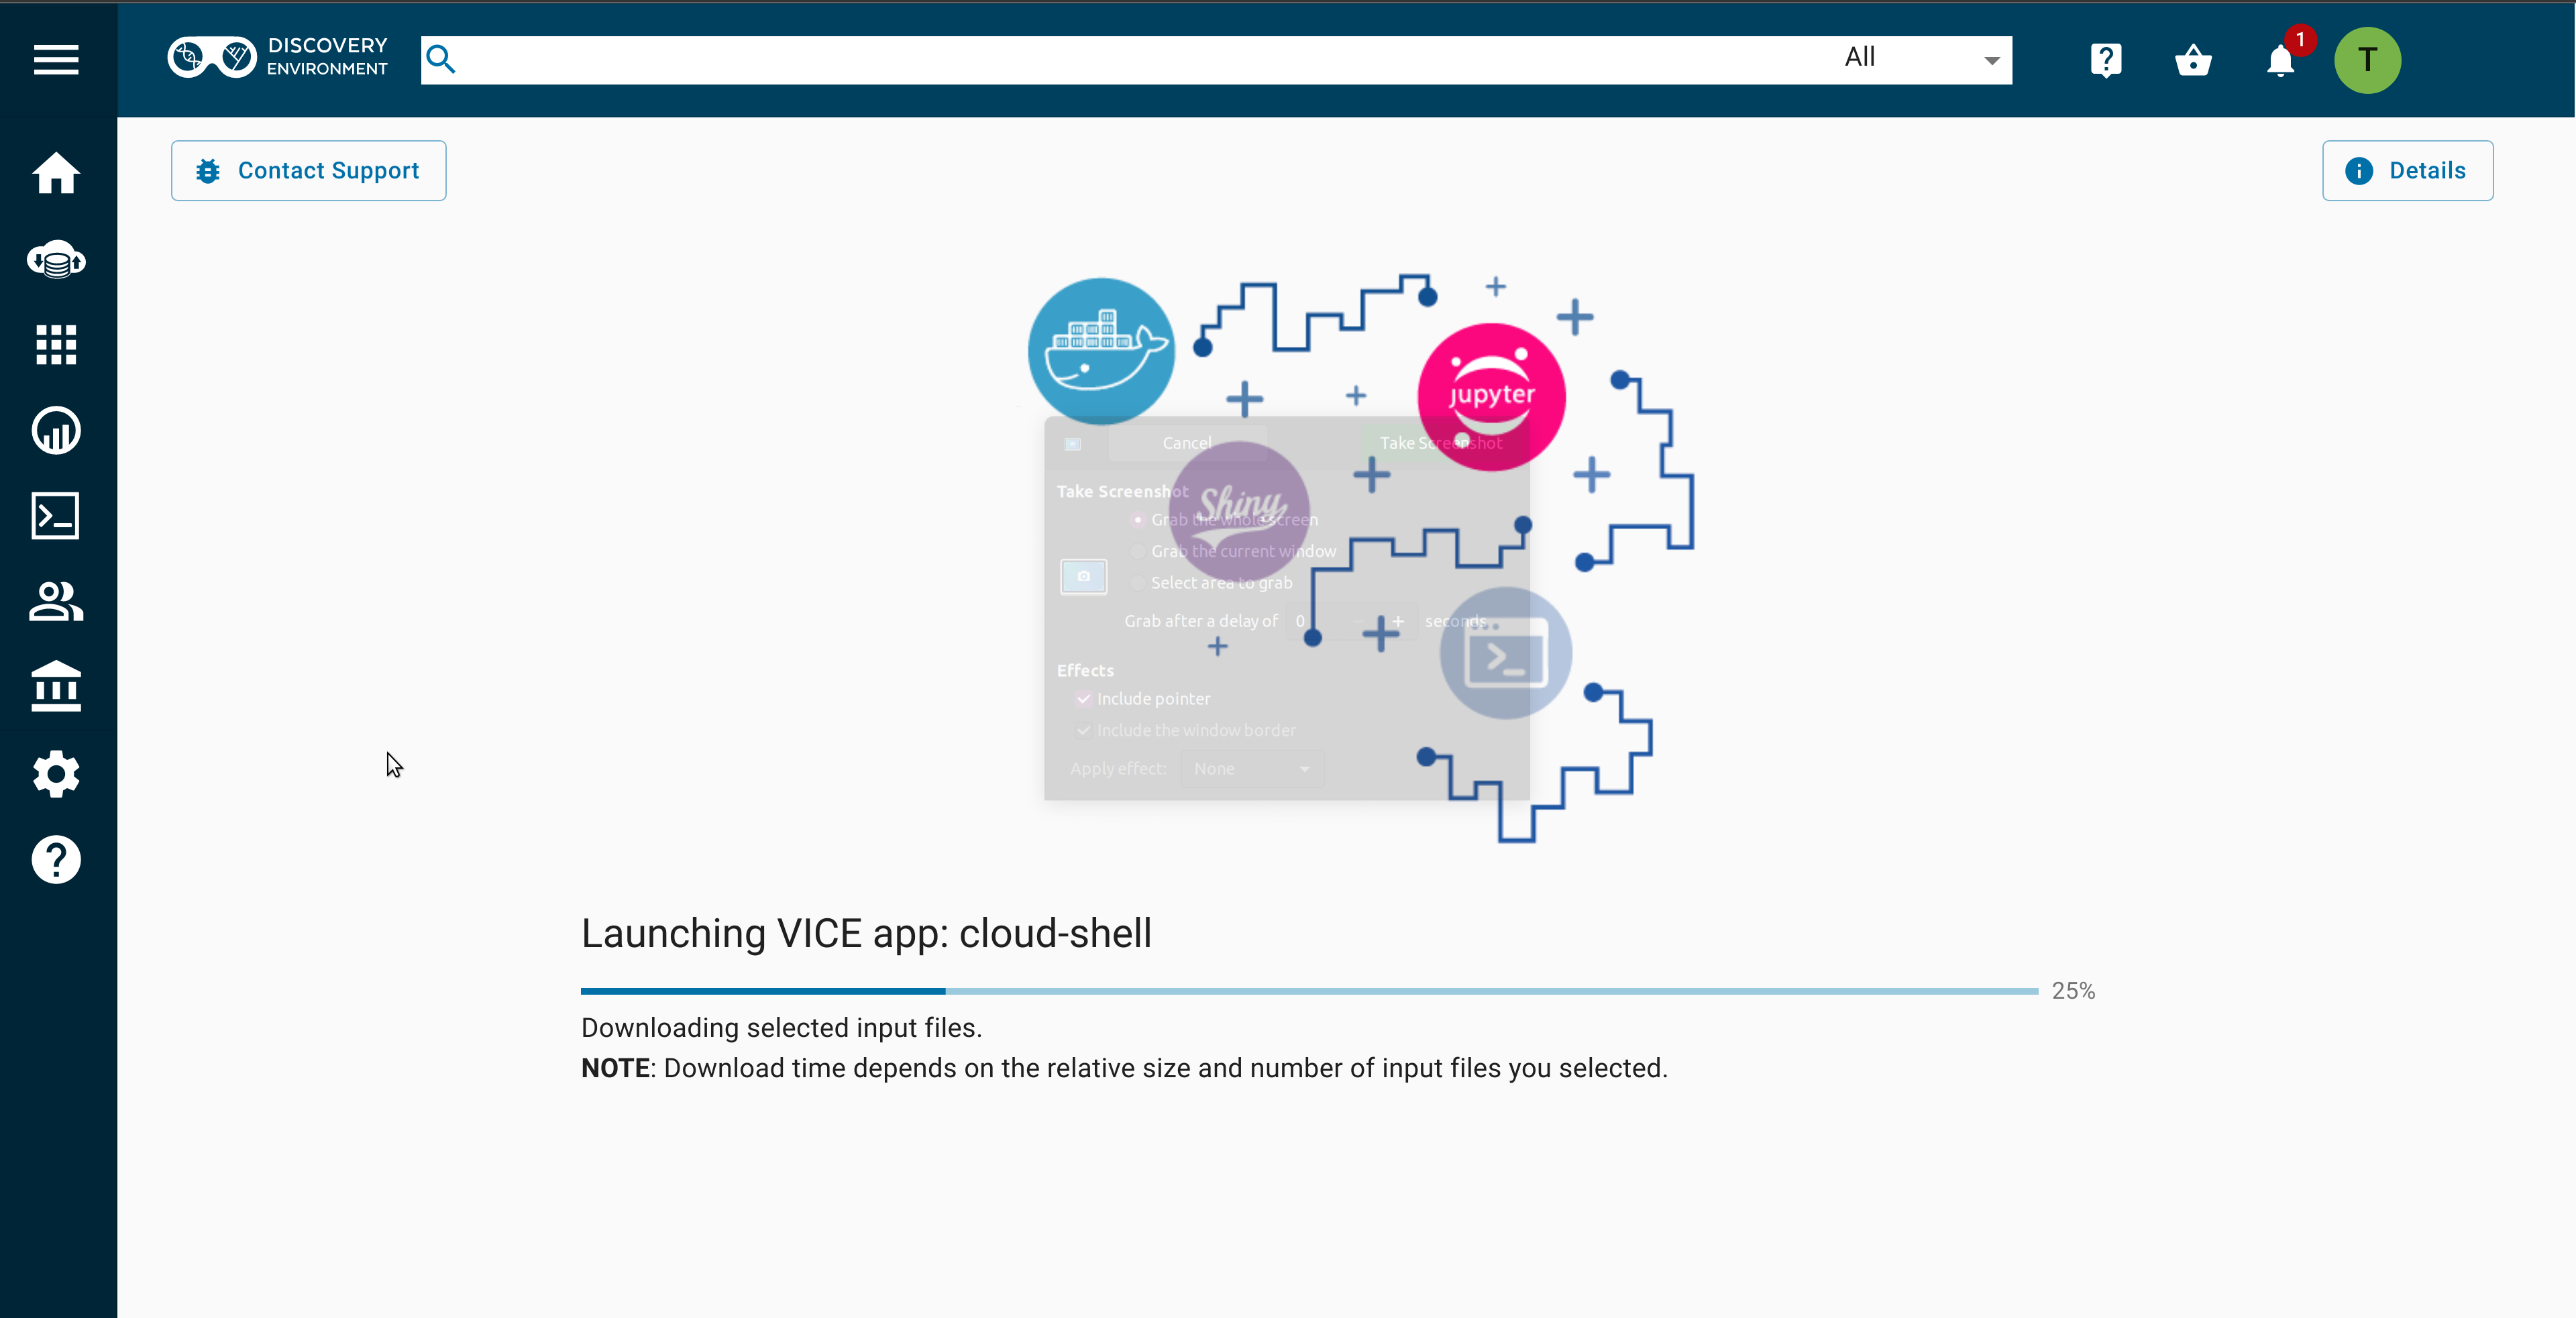 DISCOVERY
ENVIRONMENT
All
1
T
Contact Support
Details
jupyter
Cancel
Take Screenshot
Take Screenshot
Shiny
Grab the whole screen
Grab the current window
Select area to grab
Grab after a delay of 0 seconds
Effects
Include pointer
Include the window border
Apply effect: None
Launching VICE app: cloud-shell
25%
Downloading selected input files.
NOTE: Download time depends on the relative size and number of input files you selected.